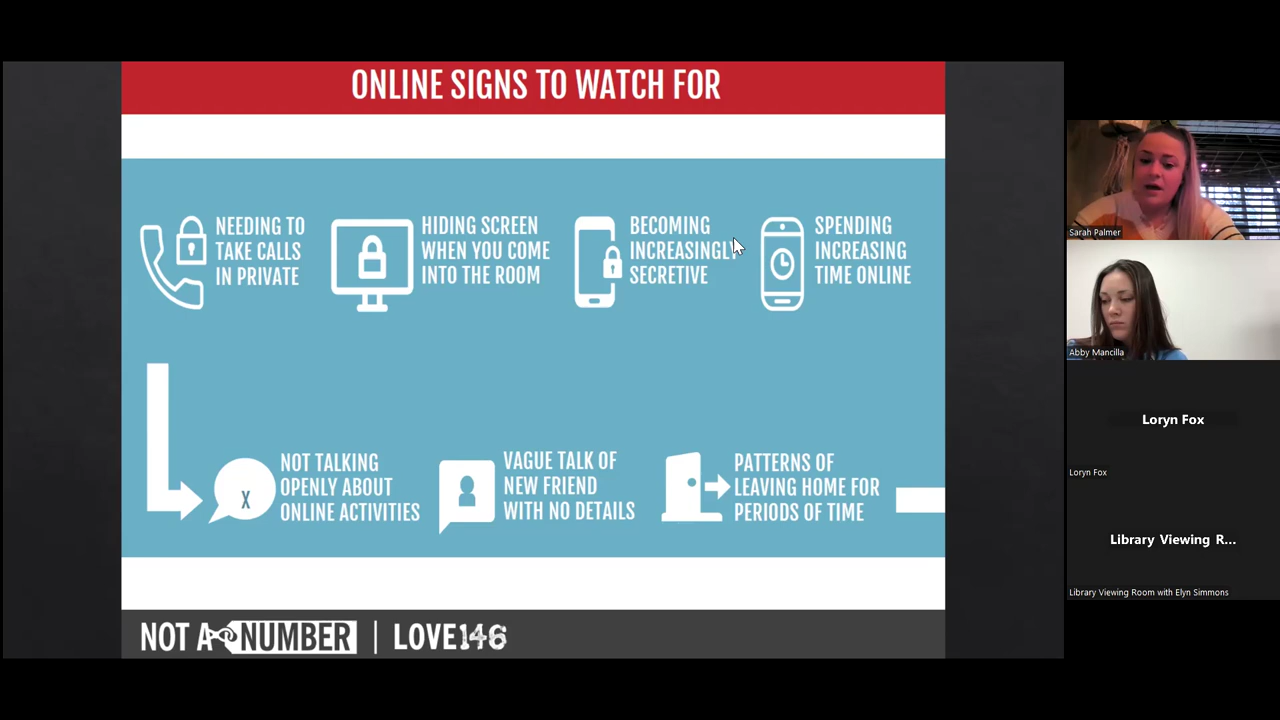 ONLINE SIGNS TO WATCH FOR
NEEDING TO
TAKE CALLS
IN PRIVATE
HIDING SCREEN
WHEN YOU COME
INTO THE ROOM
BECOMING
INCREASINGLY
SECRETIVE
SPENDING
INCREASING
TIME ONLINE
X
NOT TALKING
OPENLY ABOUT
ONLINE ACTIVITIES
VAGUE TALK OF
NEW FRIEND
WITH NO DETAILS
PATTERNS OF
LEAVING HOME FOR
PERIODS OF TIME
NOT A NUMBER | LOVE146
Sarah Palmer
Abby Mancilla
Loryn Fox
Loryn Fox
Library Viewing R...
Library Viewing Room with Elyn Simmons